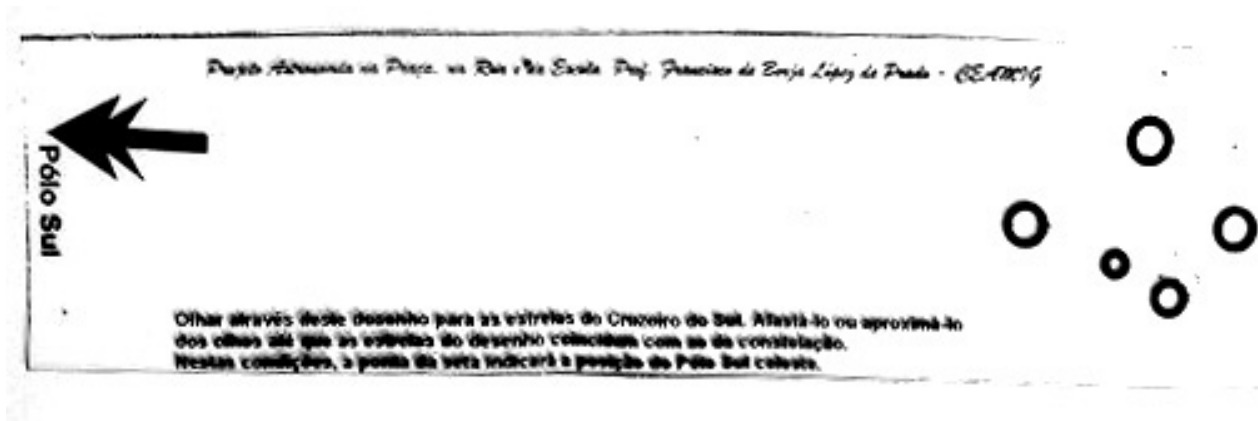 Projeto Astronomia na Praça, na Rua e na Escola. Prof. Francisco de Borja López de Prado - CEAMIG
Pólo Sul
Olhar através deste desenho para as estrelas do Cruzeiro do Sul. Afastá-lo ou aproximá-lo
dos olhos até que as estrelas do desenho coincidam com as da constelação.
Nestas condições, a ponta da seta indicará a posição do Pólo Sul celeste.